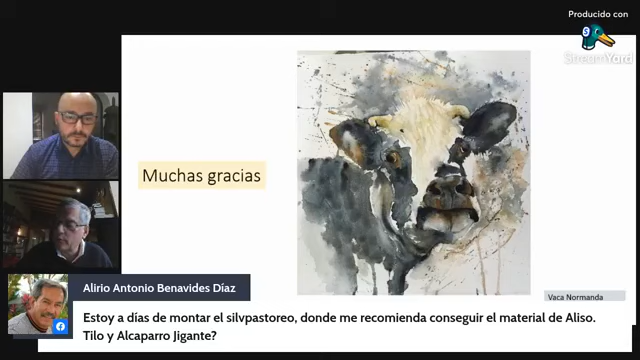 Producido con
StreamYard
Muchas gracias
Vaca Normanda
Alirio Antonio Benavides Díaz
Estoy a días de montar el silvpastoreo, donde me recomienda conseguir el material de Aliso.
Tilo y Alcaparro Jigante?